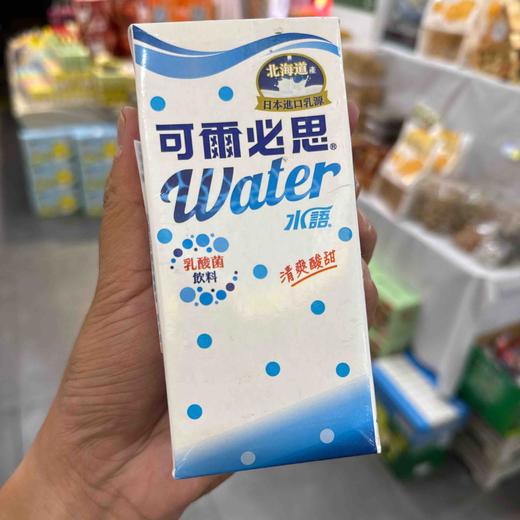 北海道產
日本進口乳源
可爾必思®
Water
水語®
乳酸菌
飲料
清爽酸甜